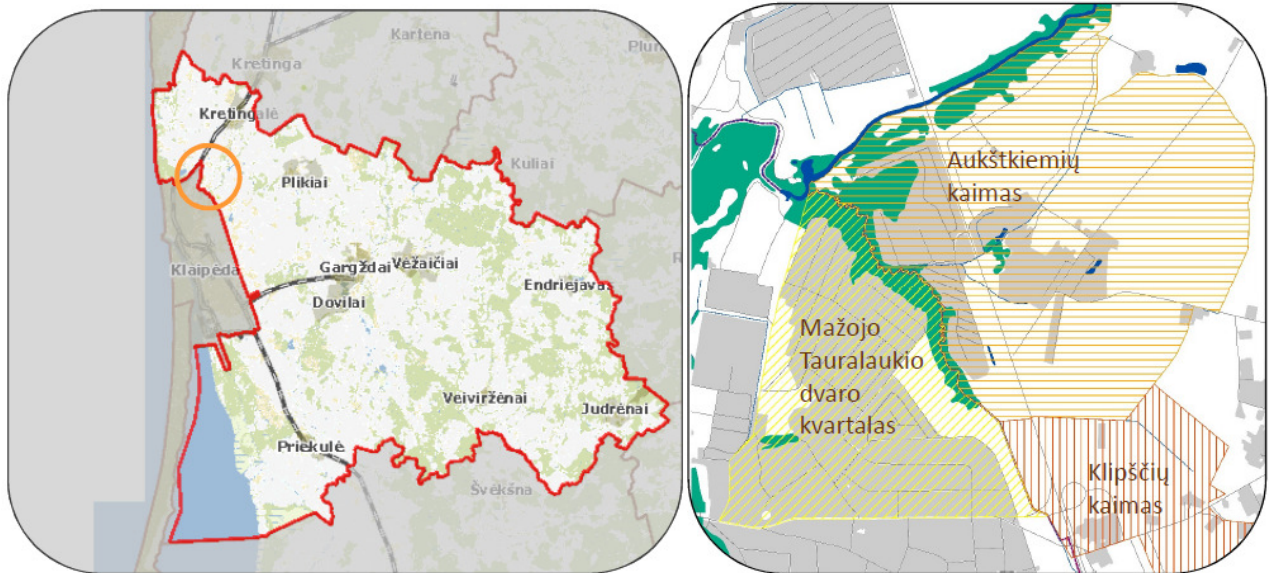 Kartena
Kretinga
Plun
Kretingalė
Kuliai
Plikiai
Klaipėda
Gargždai
Vėžaičiai
Endriejavas
Dovilai
Veiviržėnai
Judrėnai
Priekulė
Švėkšna
Aukštkiemių
kaimas
Mažojo
Tauralaukio
dvaro
kvartalas
Klipščių
kaimas